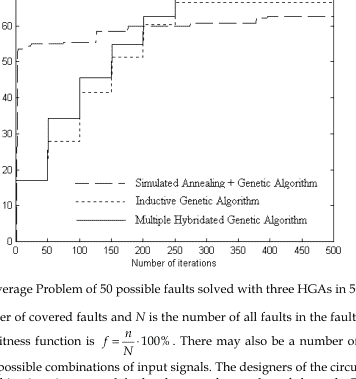 60
50
40
30
20
10
0
Simulated Annealing + Genetic Algorithm
Inductive Genetic Algorithm
Multiple Hybridated Genetic Algorithm
0 50 100 150 200 250 300 350 400 450 500
Number of iterations
verage Problem of 50 possible faults solved with three HGAs in 5
er of covered faults and N is the number of all faults in the fault
itness function is f = n/N · 100% . There may also be a number o
possible combinations of input signals. The designers of the circu